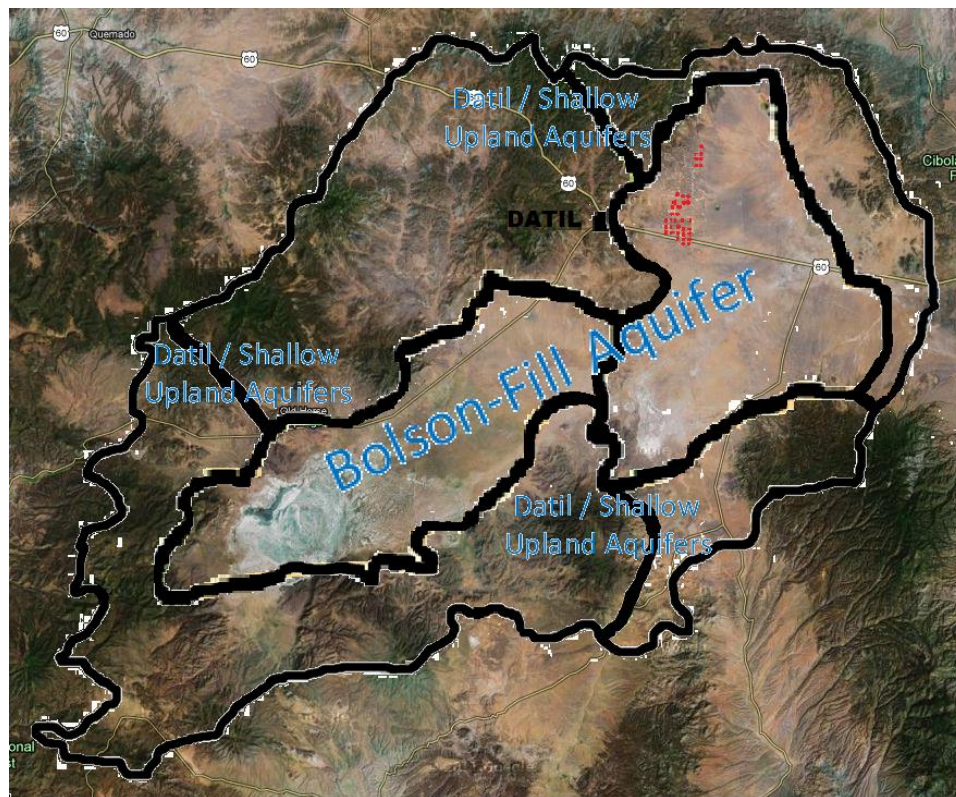 60
Quemado
60
60
Datil / Shallow
Upland Aquifers
Cibola
F
60
DATIL
60
Bolson-Fill Aquifer
Datil / Shallow
Upland Aquifers
Old Horse
Datil / Shallow
Upland Aquifers
onal
st